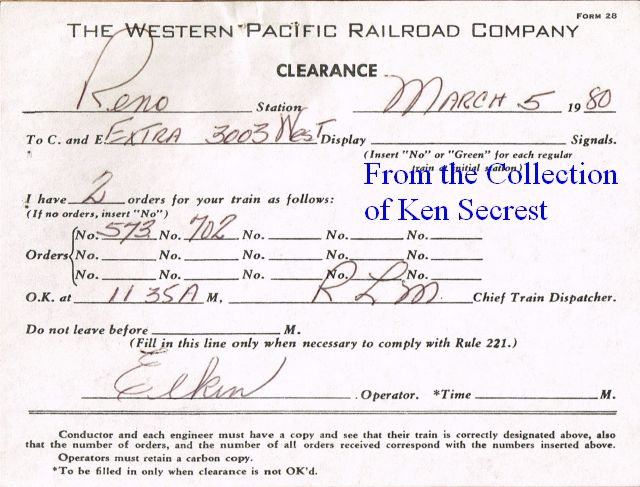 Form 28
The Western Pacific Railroad Company
CLEARANCE
Reno Station March 5 1980
To C. and E. Extra 3003 West Display Signals.
(Insert "No" or "Green" for each regular
train at initial station)
From the Collection
of Ken Secrest
I have 2 orders for your train as follows:
(If no orders, insert "No")
No. 573 No. 702 No. No. No.
Orders No. No. No. No. No.
No. No. No. No. No.
O.K. at 11 35A M, RLM Chief Train Dispatcher.
Do not leave before M.
(Fill in this line only when necessary to comply with Rule 221.)
Elkin Operator. *Time M.
Conductor and each engineer must have a copy and see that their train is correctly designated above, also
that the number of orders, and the number of all orders received correspond with the numbers inserted above.
Operators must retain a carbon copy.
*To be filled in only when clearance is not OK'd.